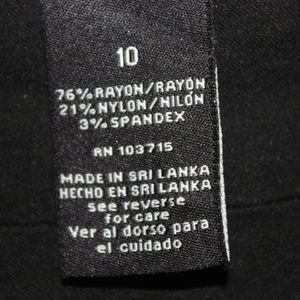 10
76% RAYON/RAYÓN
21% NYLON/NILÓN
3% SPANDEX
RN 103715
MADE IN SRI LANKA
HECHO EN SRI LANKA
see reverse
for care
Ver al dorso para
el cuidado